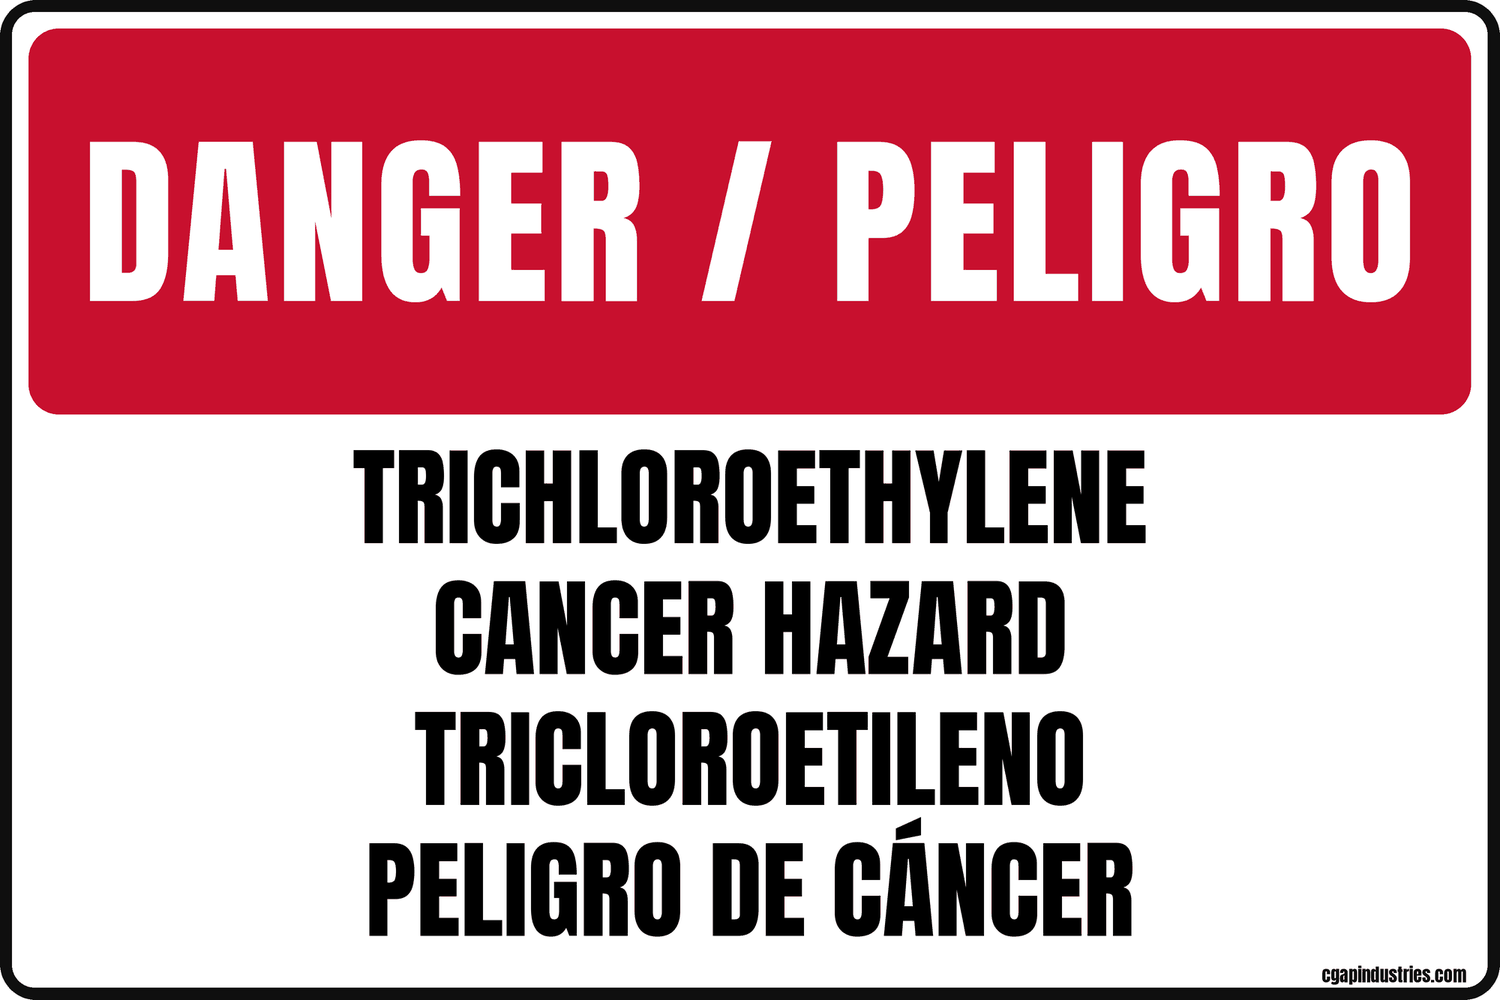 DANGER / PELIGRO
TRICHLOROETHYLENE
CANCER HAZARD
TRICLOROETILENO
PELIGRO DE CÁNCER
cgapindustries.com